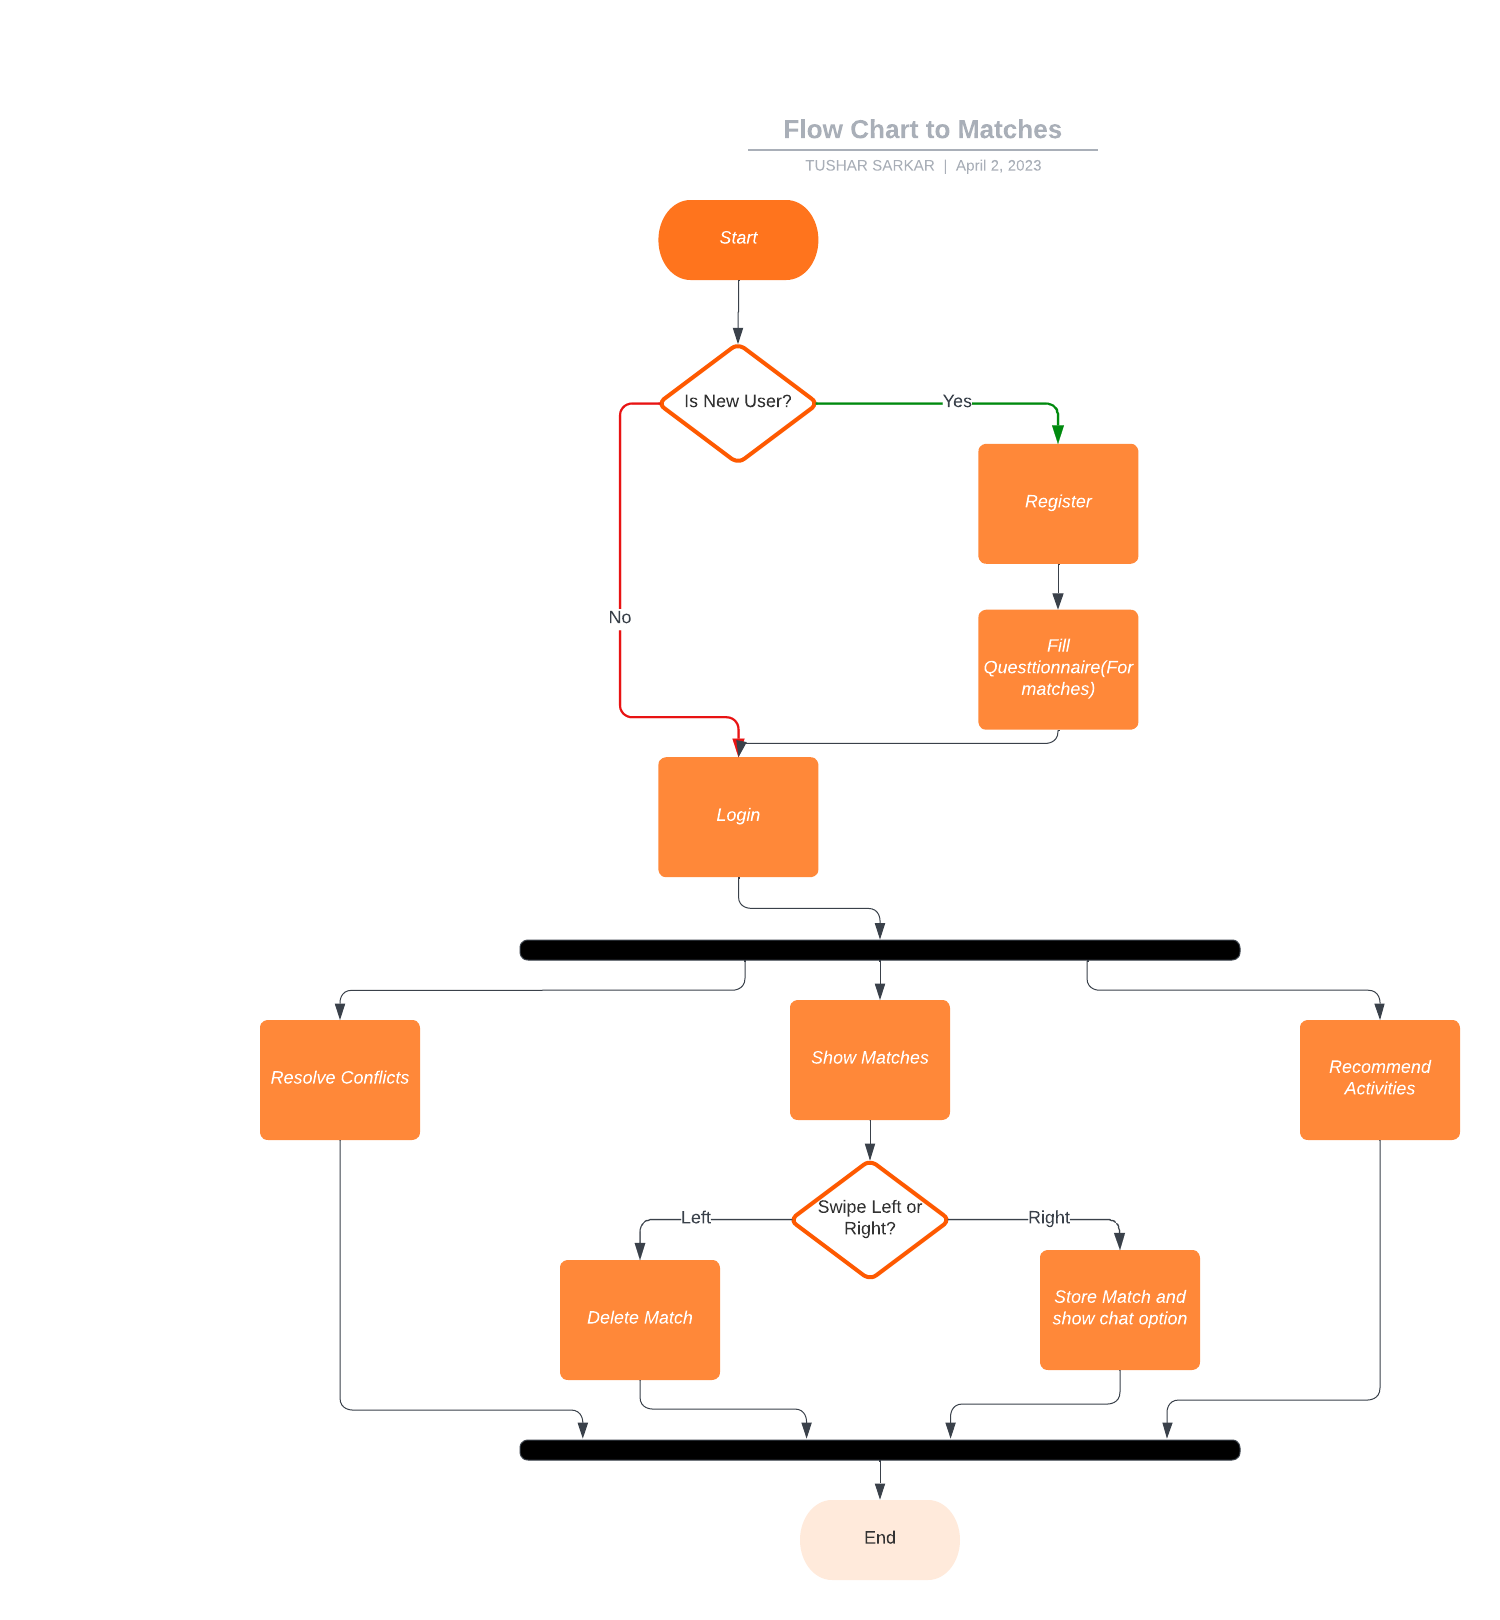 Flow Chart to Matches
TUSHAR SARKAR | April 2, 2023
Start
Is New User?
Yes
Register
No
Fill
Questtionnaire(For
matches)
Login
Resolve Conflicts
Show Matches
Recommend
Activities
Swipe Left or
Right?
Left
Right
Delete Match
Store Match and
show chat option
End